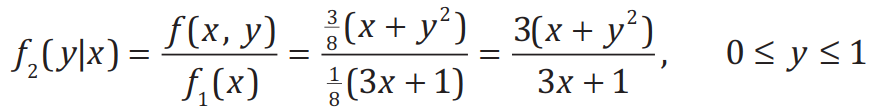 f₂(y|x) = f(x, y)/f₁(x) = (3/8)(x + y²)/((1/8)(3x + 1)) = 3(x + y²)/(3x + 1), 0 ≤ y ≤ 1